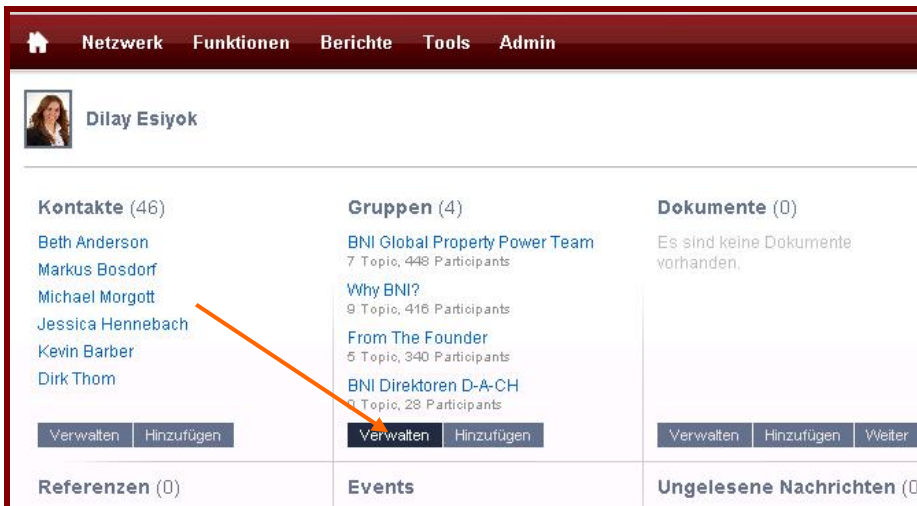 Netzwerk Funktionen Berichte Tools Admin
Dilay Esiyok
Kontakte (46)
Beth Anderson
Markus Bosdorf
Michael Morgott
Jessica Hennebach
Kevin Barber
Dirk Thom
Verwalten Hinzufügen
Gruppen (4)
BNI Global Property Power Team
7 Topic, 448 Participants
Why BNI?
9 Topic, 416 Participants
From The Founder
5 Topic, 340 Participants
BNI Direktoren D-A-CH
Topic, 28 Participants
Verwalten Hinzufügen
Dokumente (0)
Es sind keine Dokumente
vorhanden.
Verwalten Hinzufügen Weiter
Referenzen (0)
Events
Ungelesene Nachrichten (0